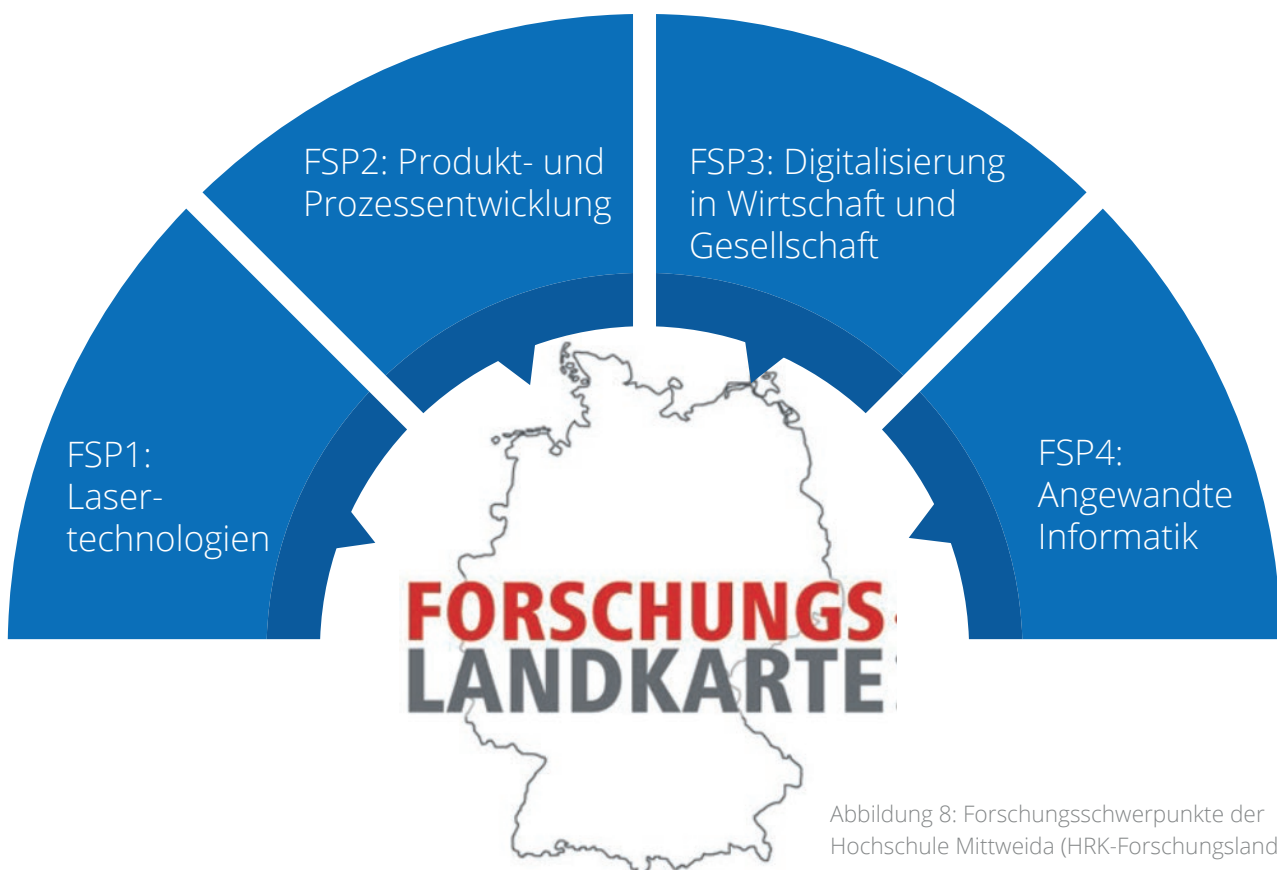 FSP1:
Laser-
technologien
FSP2: Produkt- und
Prozessentwicklung
FSP3: Digitalisierung
in Wirtschaft und
Gesellschaft
FSP4:
Angewandte
Informatik
FORSCHUNGS
LANDKARTE
Abbildung 8: Forschungsschwerpunkte der
Hochschule Mittweida (HRK-Forschungsland